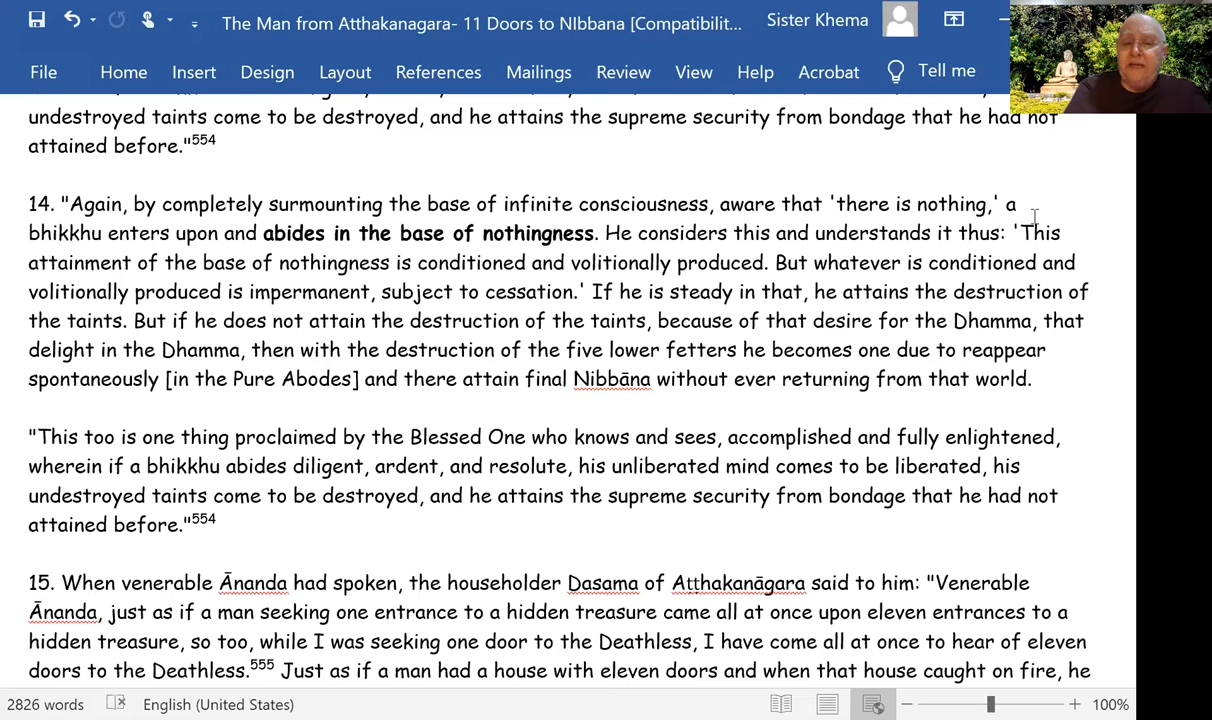 The Man from Atthakanagara- 11 Doors to NIbbana [Compatibilit...
Sister Khema
File Home Insert Design Layout References Mailings Review View Help Acrobat Tell me
undestroyed taints come to be destroyed, and he attains the supreme security from bondage that he had not
attained before."554
14. "Again, by completely surmounting the base of infinite consciousness, aware that 'there is nothing,' a
bhikkhu enters upon and abides in the base of nothingness. He considers this and understands it thus: 'This
attainment of the base of nothingness is conditioned and volitionally produced. But whatever is conditioned and
volitionally produced is impermanent, subject to cessation.' If he is steady in that, he attains the destruction of
the taints. But if he does not attain the destruction of the taints, because of that desire for the Dhamma, that
delight in the Dhamma, then with the destruction of the five lower fetters he becomes one due to reappear
spontaneously [in the Pure Abodes] and there attain final Nibbāna without ever returning from that world.
"This too is one thing proclaimed by the Blessed One who knows and sees, accomplished and fully enlightened,
wherein if a bhikkhu abides diligent, ardent, and resolute, his unliberated mind comes to be liberated, his
undestroyed taints come to be destroyed, and he attains the supreme security from bondage that he had not
attained before."554
15. When venerable Ānanda had spoken, the householder Dasama of Aṭṭhakanāgara said to him: "Venerable
Ānanda, just as if a man seeking one entrance to a hidden treasure came all at once upon eleven entrances to a
hidden treasure, so too, while I was seeking one door to the Deathless, I have come all at once to hear of eleven
doors to the Deathless.555 Just as if a man had a house with eleven doors and when that house caught on fire, he
2826 words English (United States) 100%